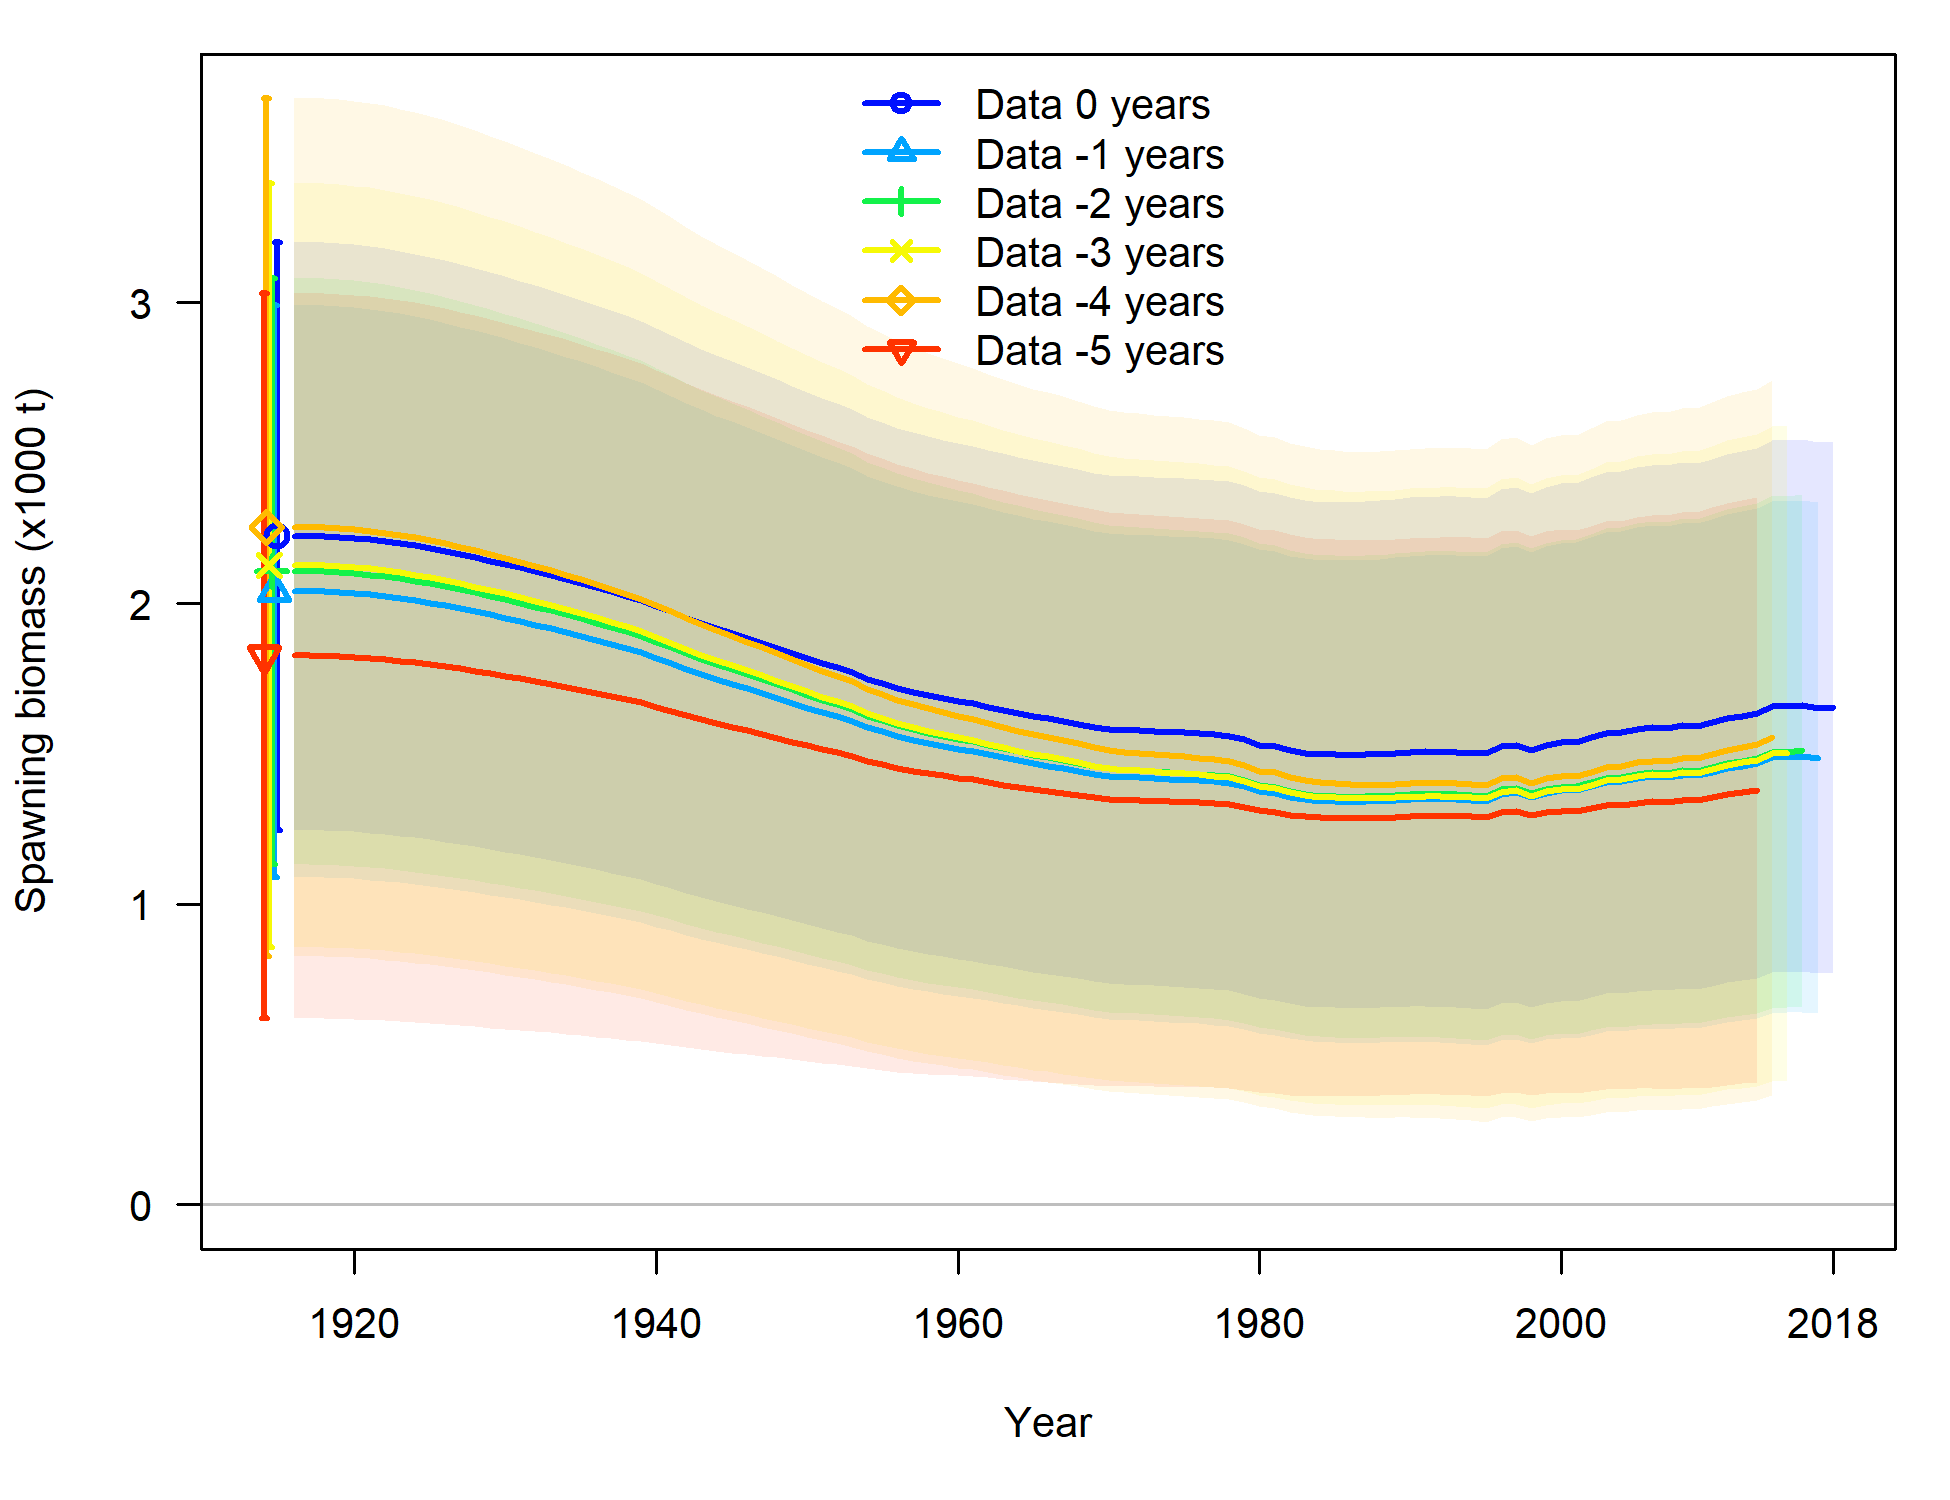 Data 0 years
Data -1 years
Data -2 years
Data -3 years
Data -4 years
Data -5 years
Spawning biomass (x1000 t)
3
2
1
0
1920
1940
1960
1980
2000
2018
Year